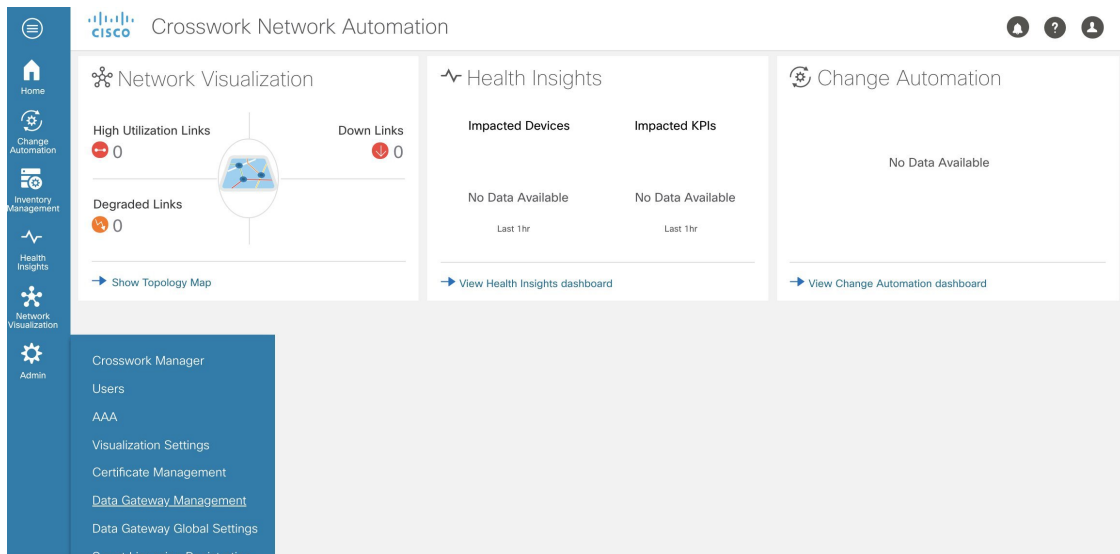 CISCO Crosswork Network Automation
?
Home
Change
Automation
Inventory
Management
Health
Insights
Network
Visualization
Admin
Network Visualization
High Utilization Links
0
Down Links
0
Degraded Links
0
Show Topology Map
Health Insights
Impacted Devices
Impacted KPIs
No Data Available
No Data Available
Last 1hr
Last 1hr
View Health Insights dashboard
Change Automation
No Data Available
View Change Automation dashboard
Crosswork Manager
Users
AAA
Visualization Settings
Certificate Management
Data Gateway Management
Data Gateway Global Settings